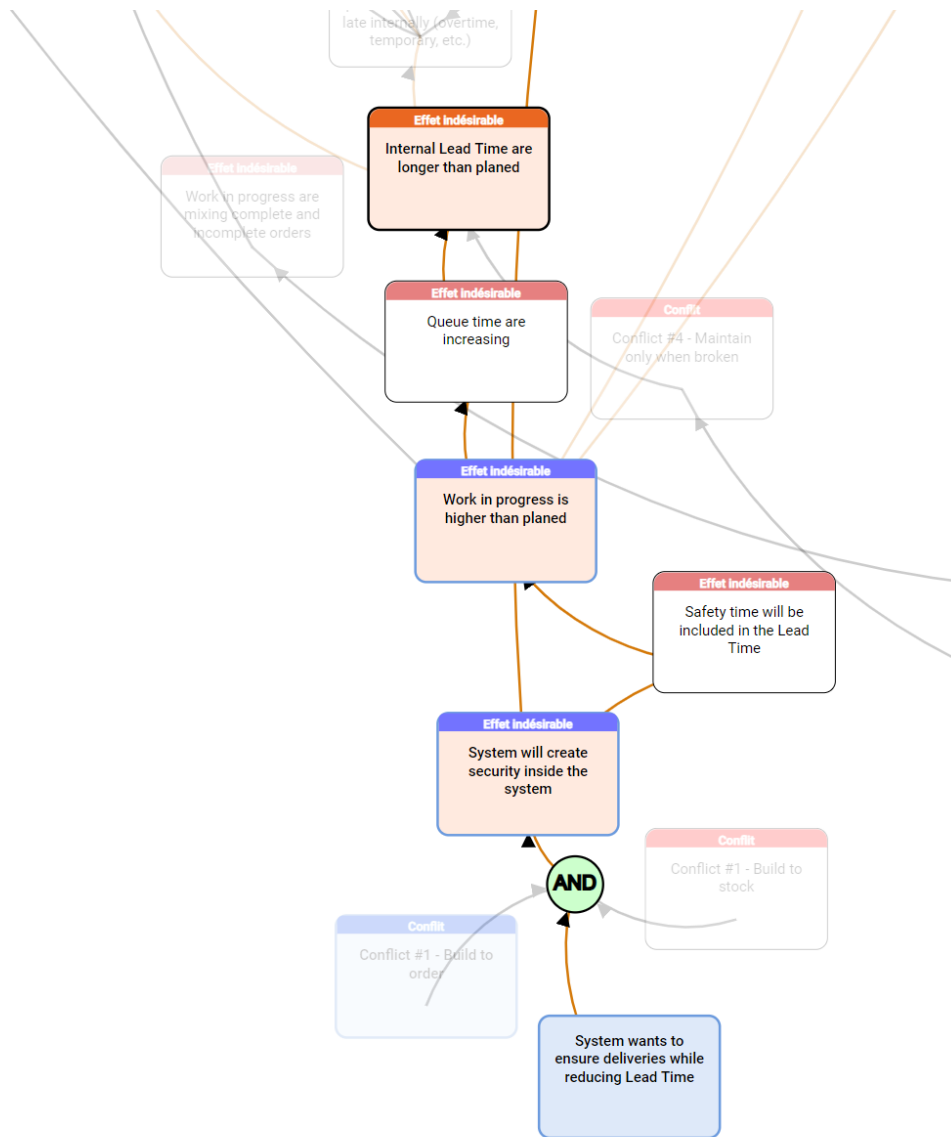 late internally (overtime,
temporary, etc.)
Effet indésirable
Internal Lead Time are
longer than planed
Effet indésirable
Work in progress are
mixing complete and
incomplete orders
Effet indésirable
Queue time are
increasing
Conflit
Conflict #4 - Maintain
only when broken
Effet indésirable
Work in progress is
higher than planed
Effet indésirable
Safety time will be
included in the Lead
Time
Effet indésirable
System will create
security inside the
system
AND
Conflit
Conflict #1 - Build to
stock
Conflit
Conflict #1 - Build to
order
System wants to
ensure deliveries while
reducing Lead Time